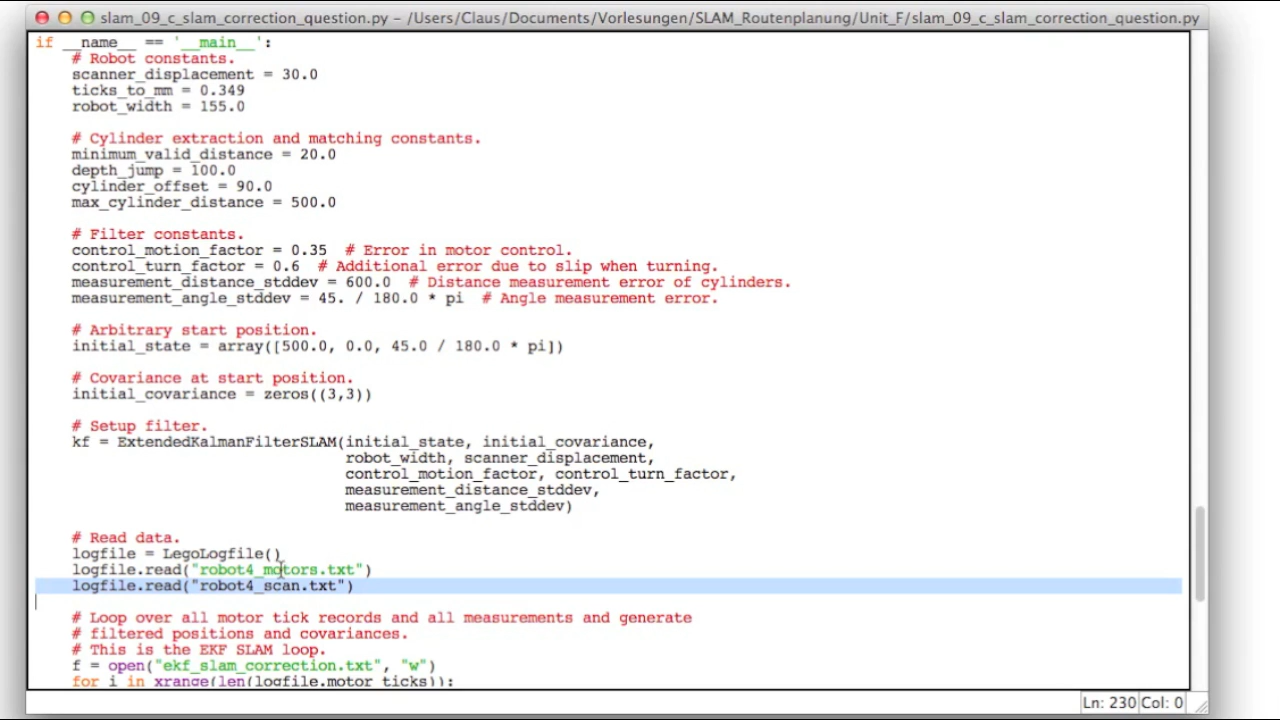 slam_09_c_slam_correction_question.py – /Users/Claus/Documents/Vorlesungen/SLAM_Routenplanung/Unit_F/slam_09_c_slam_correction_question.py
if __name__ == '__main__':
# Robot constants.
scanner_displacement = 30.0
ticks_to_mm = 0.349
robot_width = 155.0
# Cylinder extraction and matching constants.
minimum_valid_distance = 20.0
depth_jump = 100.0
cylinder_offset = 90.0
max_cylinder_distance = 500.0
# Filter constants.
control_motion_factor = 0.35  # Error in motor control.
control_turn_factor = 0.6  # Additional error due to slip when turning.
measurement_distance_stddev = 600.0  # Distance measurement error of cylinders.
measurement_angle_stddev = 45. / 180.0 * pi  # Angle measurement error.
# Arbitrary start position.
initial_state = array([500.0, 0.0, 45.0 / 180.0 * pi])
# Covariance at start position.
initial_covariance = zeros((3,3))
# Setup filter.
kf = ExtendedKalmanFilterSLAM(initial_state, initial_covariance,
robot_width, scanner_displacement,
control_motion_factor, control_turn_factor,
measurement_distance_stddev,
measurement_angle_stddev)
# Read data.
logfile = LegoLogfile()
logfile.read("robot4_motors.txt")
logfile.read("robot4_scan.txt")
# Loop over all motor tick records and all measurements and generate
# filtered positions and covariances.
# This is the EKF SLAM loop.
f = open("ekf_slam_correction.txt", "w")
for i in xrange(len(logfile.motor_ticks)):
Ln: 230 Col: 0